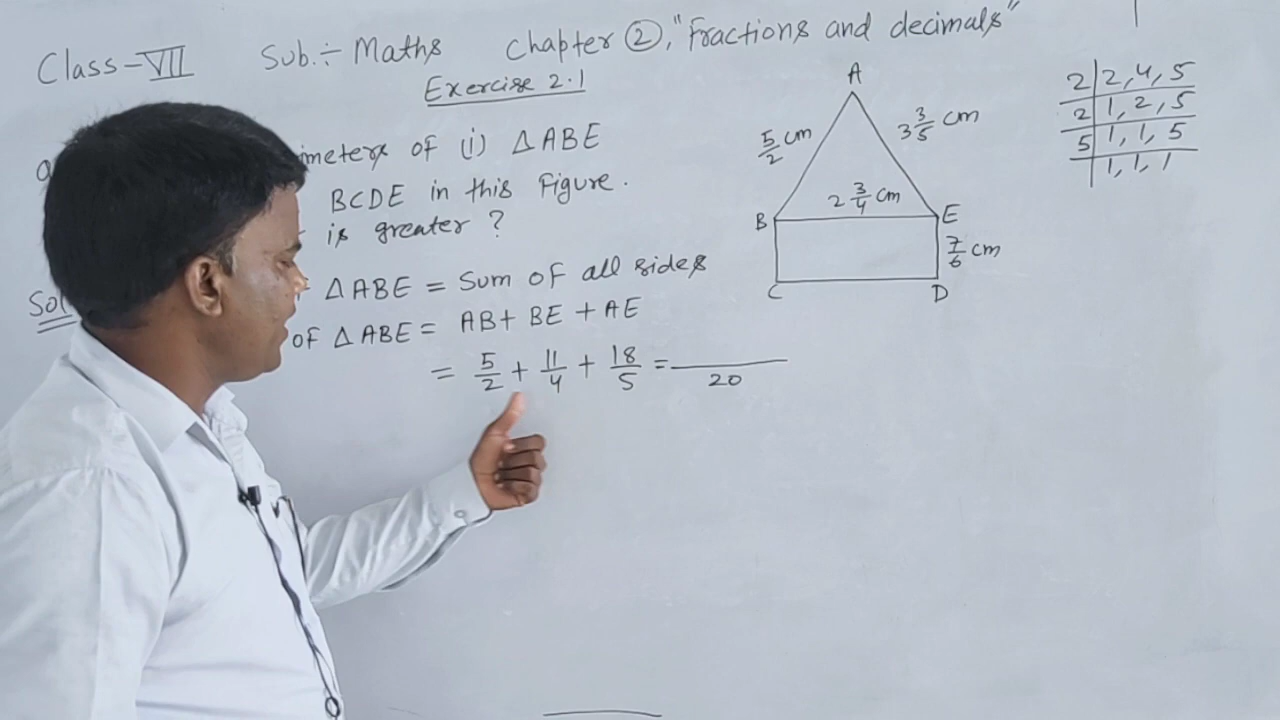 Class-VII Sub.:- Maths Chapter ②, "Fractions and decimals"
Exercise 2.1
of (i) △ABE
BCDE in this Figure.
is greater ?
Sol
△ABE = Sum of all sides
of △ABE = AB + BE + AE
= 5/2 + 11/4 + 18/5 = ——/20
A
5/2 cm
3 3/5 cm
2 3/4 cm
B
E
7/6 cm
C
D
2 | 2, 4, 5
2 | 1, 2, 5
5 | 1, 1, 5
| 1, 1, 1